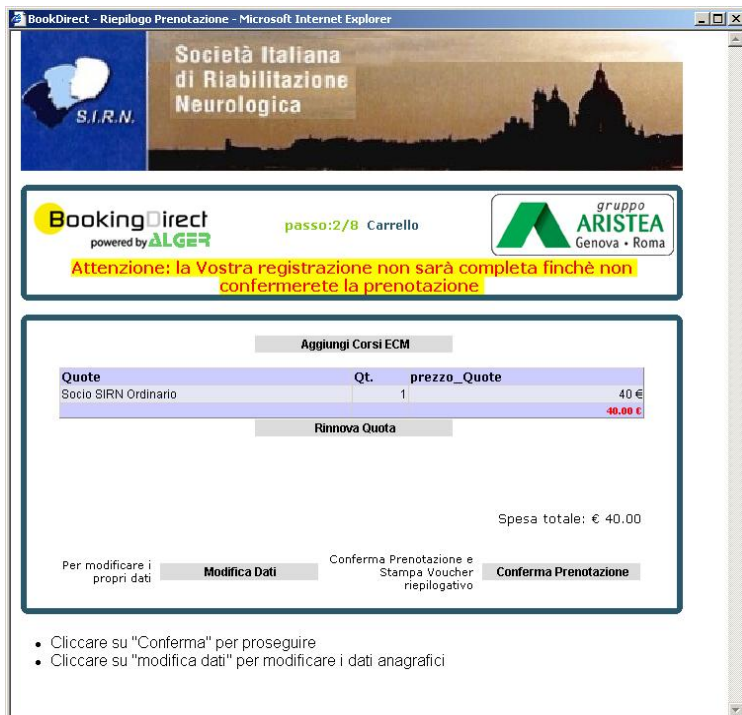 BookDirect - Riepilogo Prenotazione - Microsoft Internet Explorer
Società Italiana
di Riabilitazione
Neurologica
S.I.R.N.
BookingDirect
powered by ALGER
passo:2/8 Carrello
gruppo
ARISTEA
Genova • Roma
Attenzione: la Vostra registrazione non sarà completa finchè non
confermerete la prenotazione
Aggiungi Corsi ECM
Quote Qt. prezzo_Quote
Socio SIRN Ordinario 1 40 €
40.00 €
Rinnova Quota
Spesa totale: € 40.00
Per modificare i
propri dati
Modifica Dati
Conferma Prenotazione e
Stampa Voucher
riepilogativo
Conferma Prenotazione
• Cliccare su "Conferma" per proseguire
• Cliccare su "modifica dati" per modificare i dati anagrafici